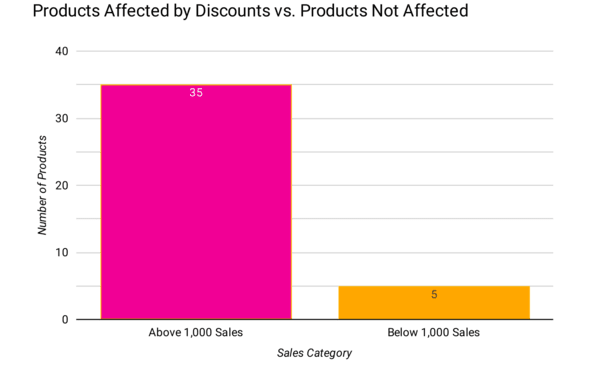 Products Affected by Discounts vs. Products Not Affected
40
35
30
Number of Products
20
10
5
0
Above 1,000 Sales
Below 1,000 Sales
Sales Category